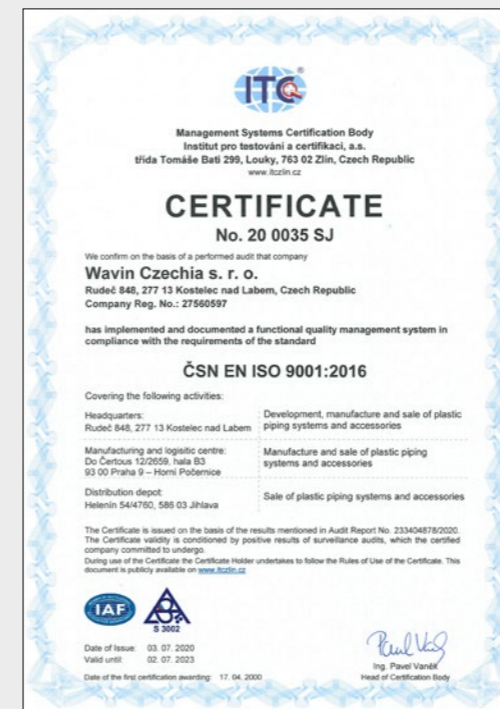 ITC ®
Management Systems Certification Body
Institut pro testování a certifikaci, a.s.
třída Tomáše Bati 299, Louky, 763 02 Zlín, Czech Republic
www.itczlin.cz
CERTIFICATE
No. 20 0035 SJ
We confirm on the basis of a performed audit that company
Wavin Czechia s. r. o.
Rudeč 848, 277 13 Kostelec nad Labem, Czech Republic
Company Reg. No.: 27560597
has implemented and documented a functional quality management system in
compliance with the requirements of the standard
ČSN EN ISO 9001:2016
Covering the following activities:
Headquarters:
Rudeč 848, 277 13 Kostelec nad Labem
Development, manufacture and sale of plastic
piping systems and accessories
Manufacturing and logisitic centre:
Do Čertous 12/2659, hala B3
93 00 Praha 9 – Horní Počernice
Manufacture and sale of plastic piping
systems and accessories
Distribution depot:
Helenín 54/4760, 586 03 Jihlava
Sale of plastic piping systems and accessories
The Certificate is issued on the basis of the results mentioned in Audit Report No. 233404878/2020.
The Certificate validity is conditioned by positive results of surveillance audits, which the certified
company committed to undergo.
During use of the Certificate the Certificate Holder undertakes to follow the Rules of Use of the Certificate. This
document is publicly available on www.itczlin.cz
IAF
S 3002
Date of Issue: 03. 07. 2020
Valid until: 02. 07. 2023
Date of the first certification awarding: 17. 04. 2000
Ing. Pavel Vaněk
Head of Certification Body